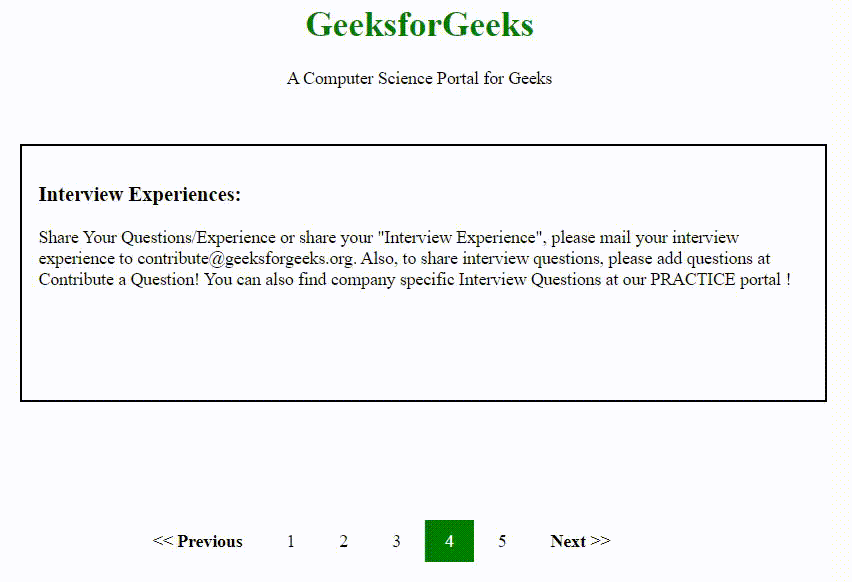 GeeksforGeeks
A Computer Science Portal for Geeks
Interview Experiences:
Share Your Questions/Experience or share your "Interview Experience", please mail your interview
experience to contribute@geeksforgeeks.org. Also, to share interview questions, please add questions at
Contribute a Question! You can also find company specific Interview Questions at our PRACTICE portal !
<< Previous 1 2 3 4 5 Next >>